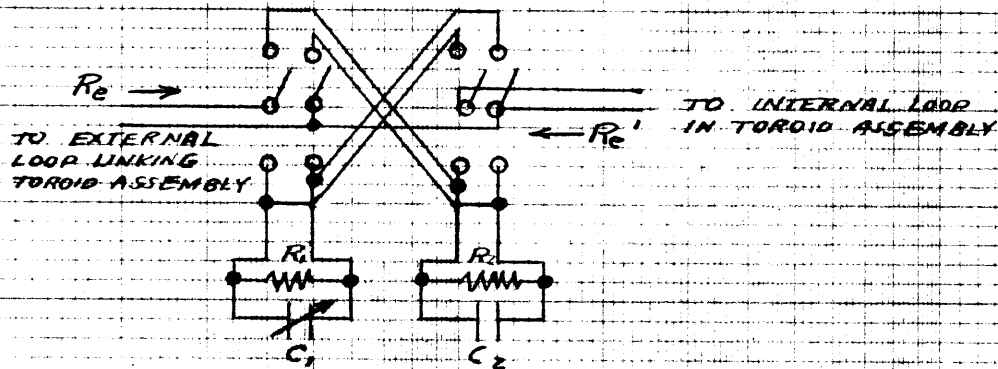 Re →
TO EXTERNAL
LOOP LINKING
TOROID ASSEMBLY
TO INTERNAL LOOP
IN TOROID ASSEMBLY
← Re'
R1
R2
C1
C2